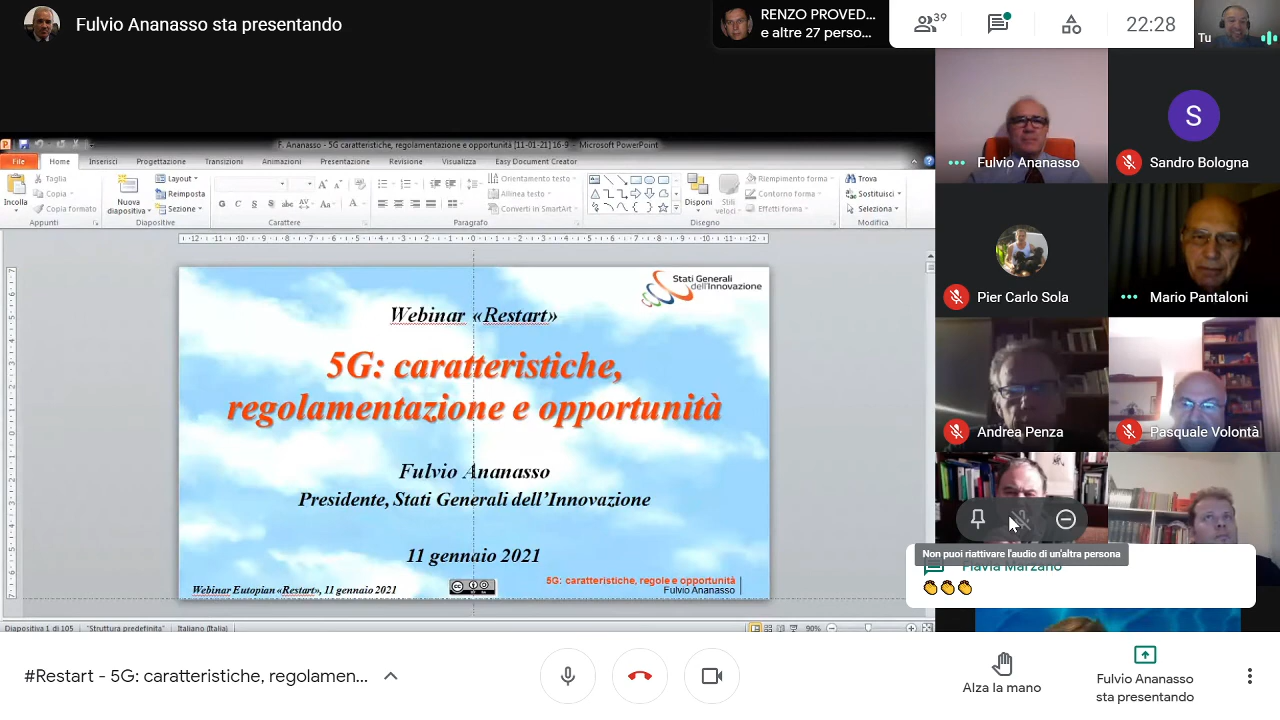 Fulvio Ananasso sta presentando
RENZO PROVED...
e altre 27 perso...
39
22:28
Tu
F. Ananasso - 5G caratteristiche, regolamentazione e opportunità [11-01-21] 16-9 - Microsoft PowerPoint
File Home Inserisci Progettazione Transizioni Animazioni Presentazione Revisione Visualizza Easy Document Creator
Incolla
Taglia
Copia
Copia formato
Appunti
Nuova
diapositiva
Layout
Reimposta
Sezione
Diapositive
G C S S abc AV Aa A
Carattere
Orientamento testo
Allinea testo
Converti in SmartArt
Paragrafo
Disponi
Stili
veloci
Riempimento forma
Contorno forma
Effetti forma
Disegno
Trova
Sostituisci
Seleziona
Modifica
Stati Generali
dell'Innovazione
Webinar «Restart»
5G: caratteristiche,
regolamentazione e opportunità
Fulvio Ananasso
Presidente, Stati Generali dell'Innovazione
11 gennaio 2021
Webinar Eutopian «Restart», 11 gennaio 2021
5G: caratteristiche, regole e opportunità
Fulvio Ananasso
Diapositiva 1 di 105 "Struttura predefinita" Italiano (Italia)
90%
Fulvio Ananasso
S
Sandro Bologna
Pier Carlo Sola
Mario Pantaloni
Andrea Penza
Pasquale Volontà
Non puoi riattivare l'audio di un'altra persona
Flavia Marzano
👏👏👏
#Restart - 5G: caratteristiche, regolamen...
Alza la mano
Fulvio Ananasso
sta presentando